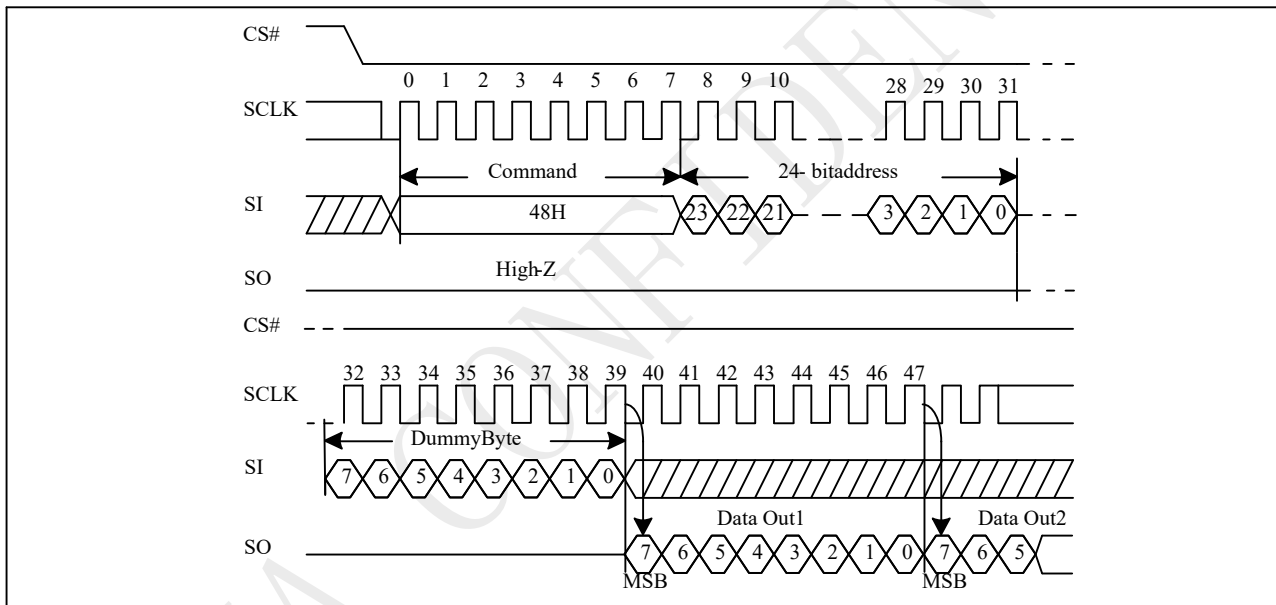 CS#
0 1 2 3 4 5 6 7 8 9 10 28 29 30 31
SCLK
Command 24- bitaddress
SI 48H 23 22 21 3 2 1 0
High-Z
SO
CS#
32 33 34 35 36 37 38 39 40 41 42 43 44 45 46 47
SCLK
DummyByte
SI 7 6 5 4 3 2 1 0
Data Out1 Data Out2
SO 7 6 5 4 3 2 1 0 7 6 5
MSB MSB